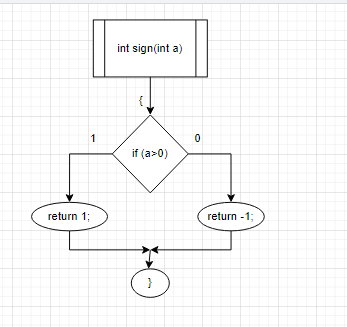 int sign(int a)
{
1
0
if (a>0)
return 1;
return -1;
}